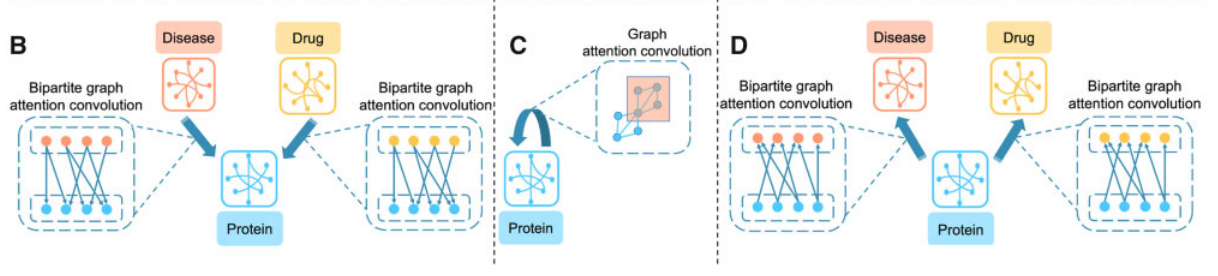 B
Disease
Drug
Bipartite graph
attention convolution
Bipartite graph
attention convolution
Protein
C
Graph
attention convolution
Protein
D
Disease
Drug
Bipartite graph
attention convolution
Bipartite graph
attention convolution
Protein